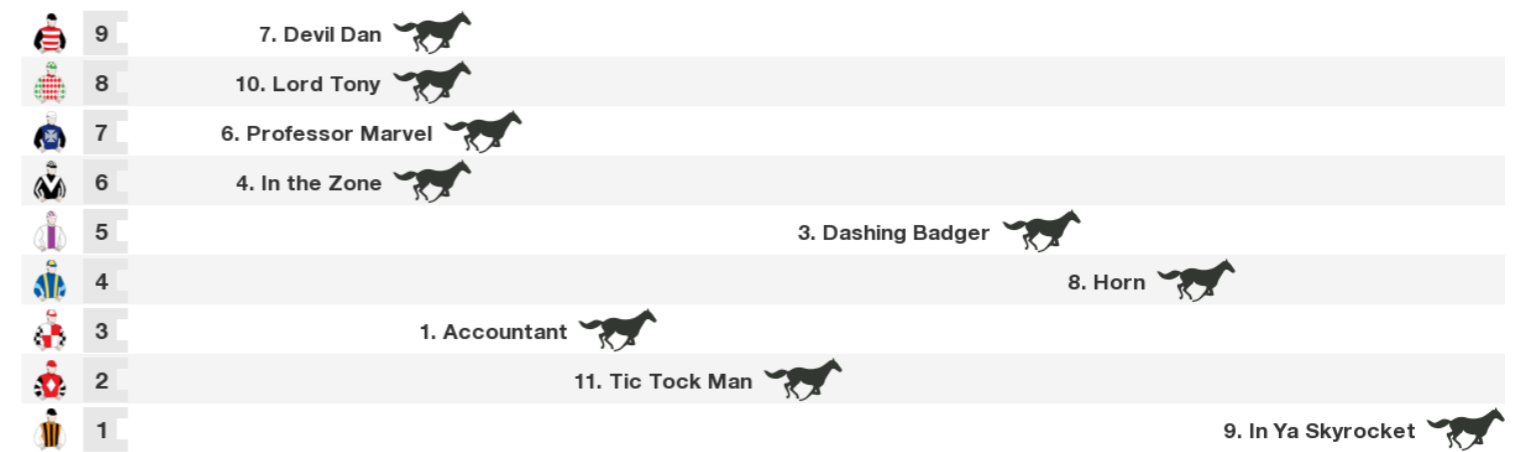 9 7. Devil Dan
8 10. Lord Tony
7 6. Professor Marvel
6 4. In the Zone
5 3. Dashing Badger
4 8. Horn
3 1. Accountant
2 11. Tic Tock Man
1 9. In Ya Skyrocket